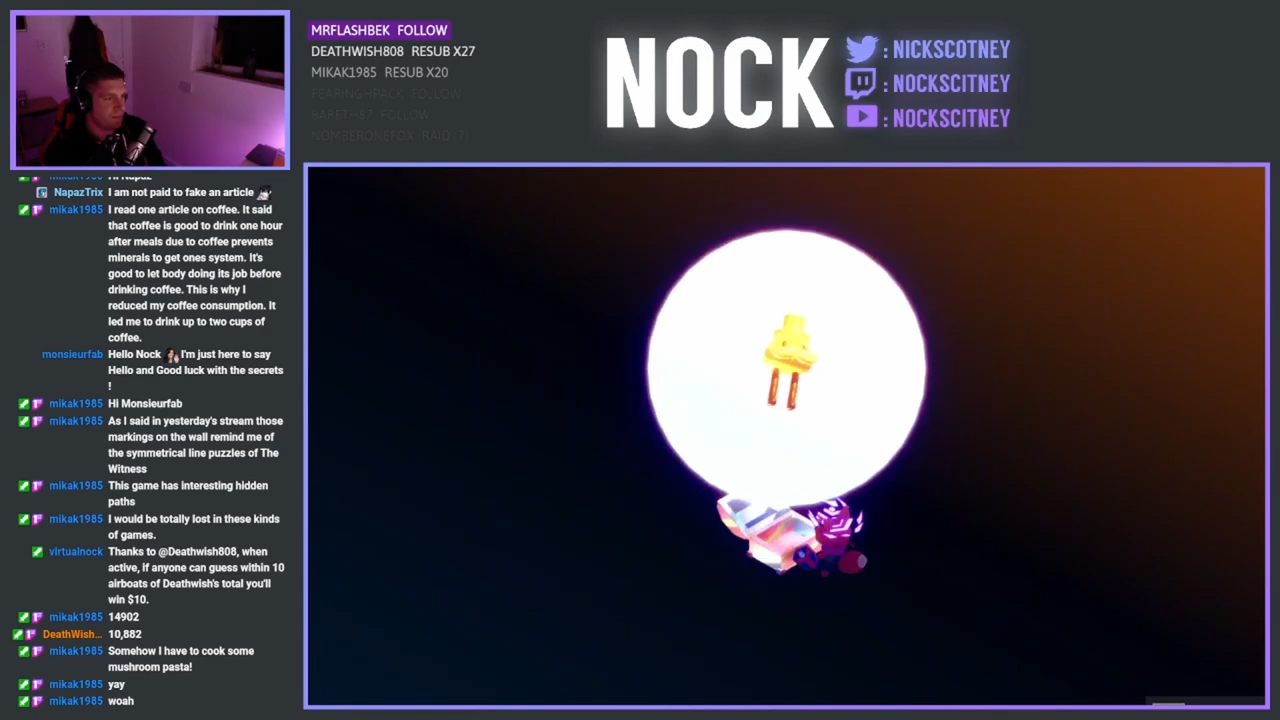 MRFLASHBEK FOLLOW
DEATHWISH808 RESUB X27
MIKAK1985 RESUB X20
FEARINGHPACK FOLLOW
BARETH87 FOLLOW
NOMBERONEFOX RAID (7)
NOCK
: NICKSCOTNEY
: NOCKSCITNEY
: NOCKSCITNEY
NapazTrix I am not paid to fake an article
mikak1985 I read one article on coffee. It said
that coffee is good to drink one hour
after meals due to coffee prevents
minerals to get ones system. It's
good to let body doing its job before
drinking coffee. This is why I
reduced my coffee consumption. It
led me to drink up to two cups of
coffee.
monsieurfab Hello Nock I'm just here to say
Hello and Good luck with the secrets
!
mikak1985 Hi Monsieurfab
mikak1985 As I said in yesterday's stream those
markings on the wall remind me of
the symmetrical line puzzles of The
Witness
mikak1985 This game has interesting hidden
paths
mikak1985 I would be totally lost in these kinds
of games.
virtualnock Thanks to @Deathwish808, when
active, if anyone can guess within 10
airboats of Deathwish's total you'll
win $10.
mikak1985 14902
DeathWish... 10,882
mikak1985 Somehow I have to cook some
mushroom pasta!
mikak1985 yay
mikak1985 woah